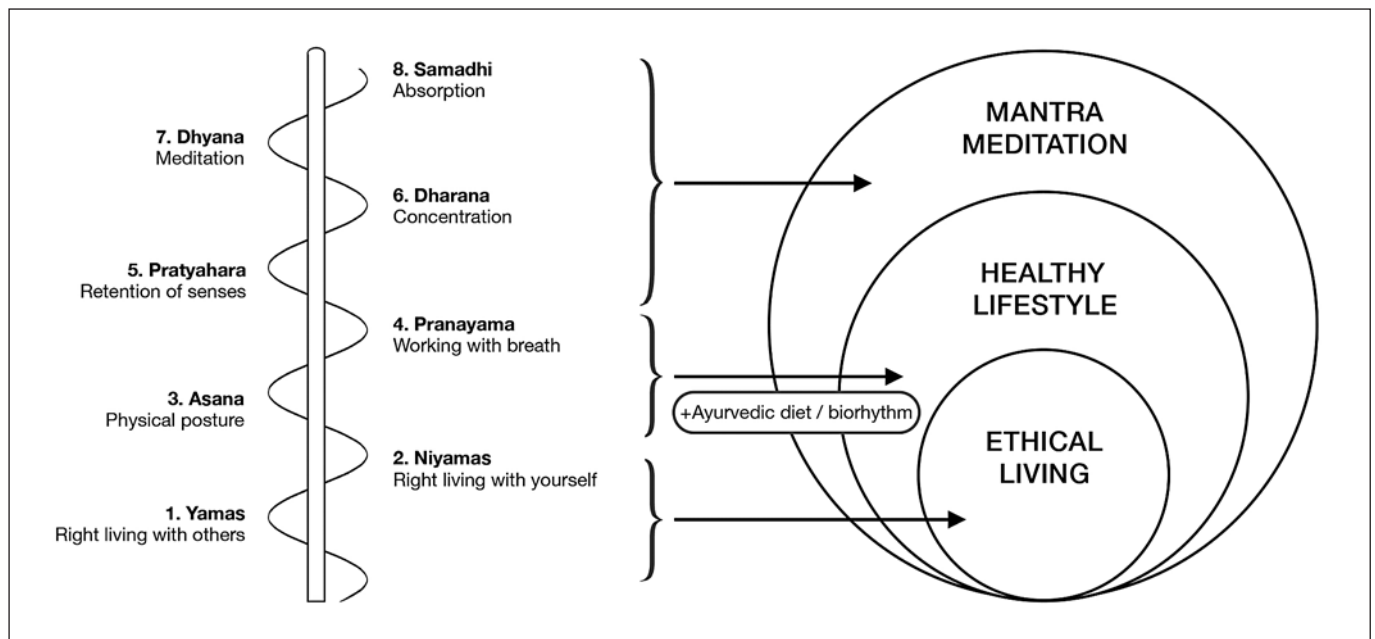 8. Samadhi
Absorption
7. Dhyana
Meditation
6. Dharana
Concentration
5. Pratyahara
Retention of senses
4. Pranayama
Working with breath
3. Asana
Physical posture
2. Niyamas
Right living with yourself
1. Yamas
Right living with others
+Ayurvedic diet / biorhythm
MANTRA
MEDITATION
HEALTHY
LIFESTYLE
ETHICAL
LIVING